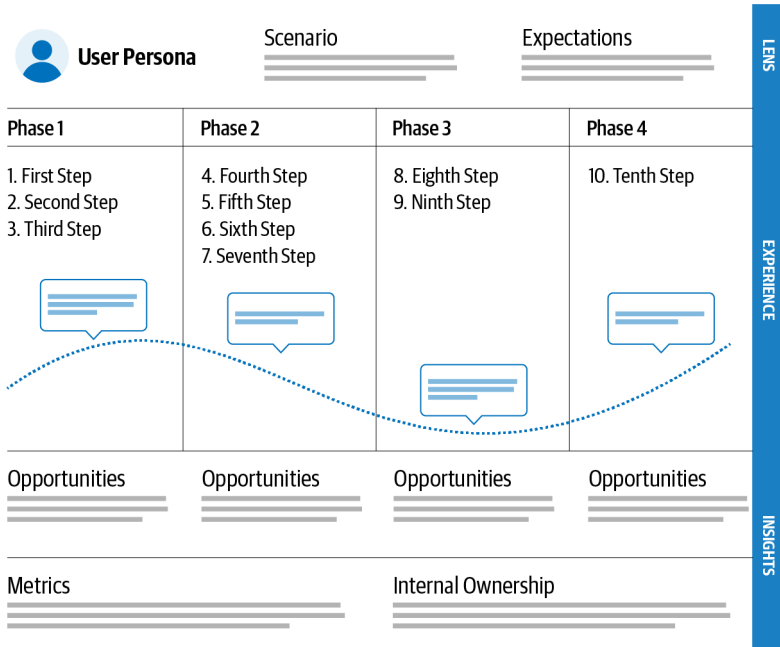 User Persona
Scenario
Expectations
LENS
Phase 1
Phase 2
Phase 3
Phase 4
1. First Step
2. Second Step
3. Third Step
4. Fourth Step
5. Fifth Step
6. Sixth Step
7. Seventh Step
8. Eighth Step
9. Ninth Step
10. Tenth Step
EXPERIENCE
Opportunities
Opportunities
Opportunities
Opportunities
INSIGHTS
Metrics
Internal Ownership